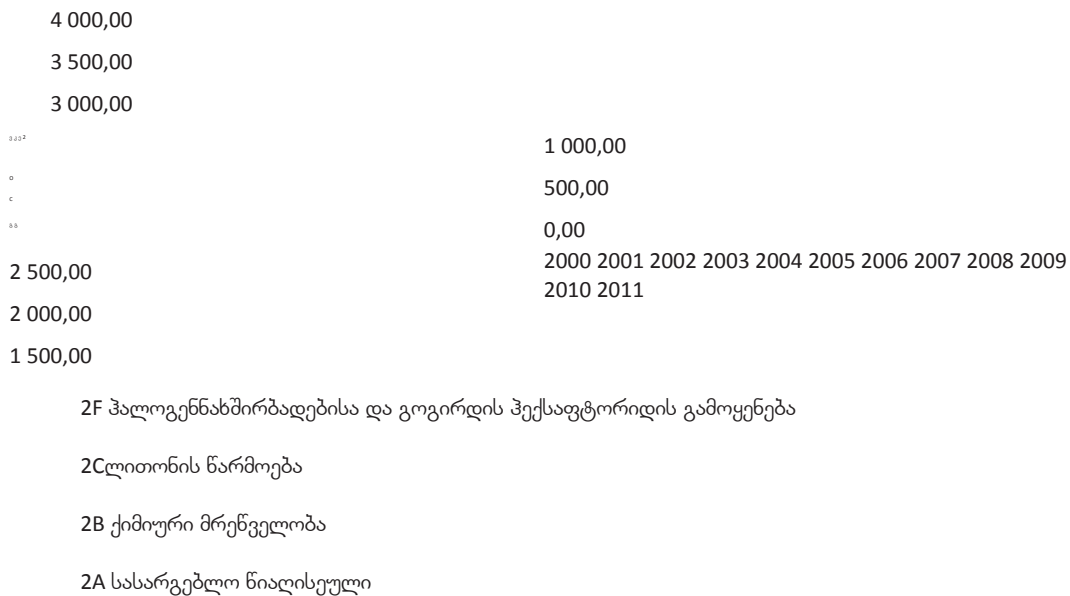 4 000,00
3 500,00
3 000,00
ეკვ2
O
C
გგ
2 500,00
2 000,00
1 500,00
1 000,00
500,00
0,00
2000 2001 2002 2003 2004 2005 2006 2007 2008 2009
2010 2011
2F ჰალოგენნახშირბადებისა და გოგირდის ჰექსაფტორიდის გამოყენება
2Cლითონის წარმოება
2B ქიმიური მრეწველობა
2A სასარგებლო წიაღისეული